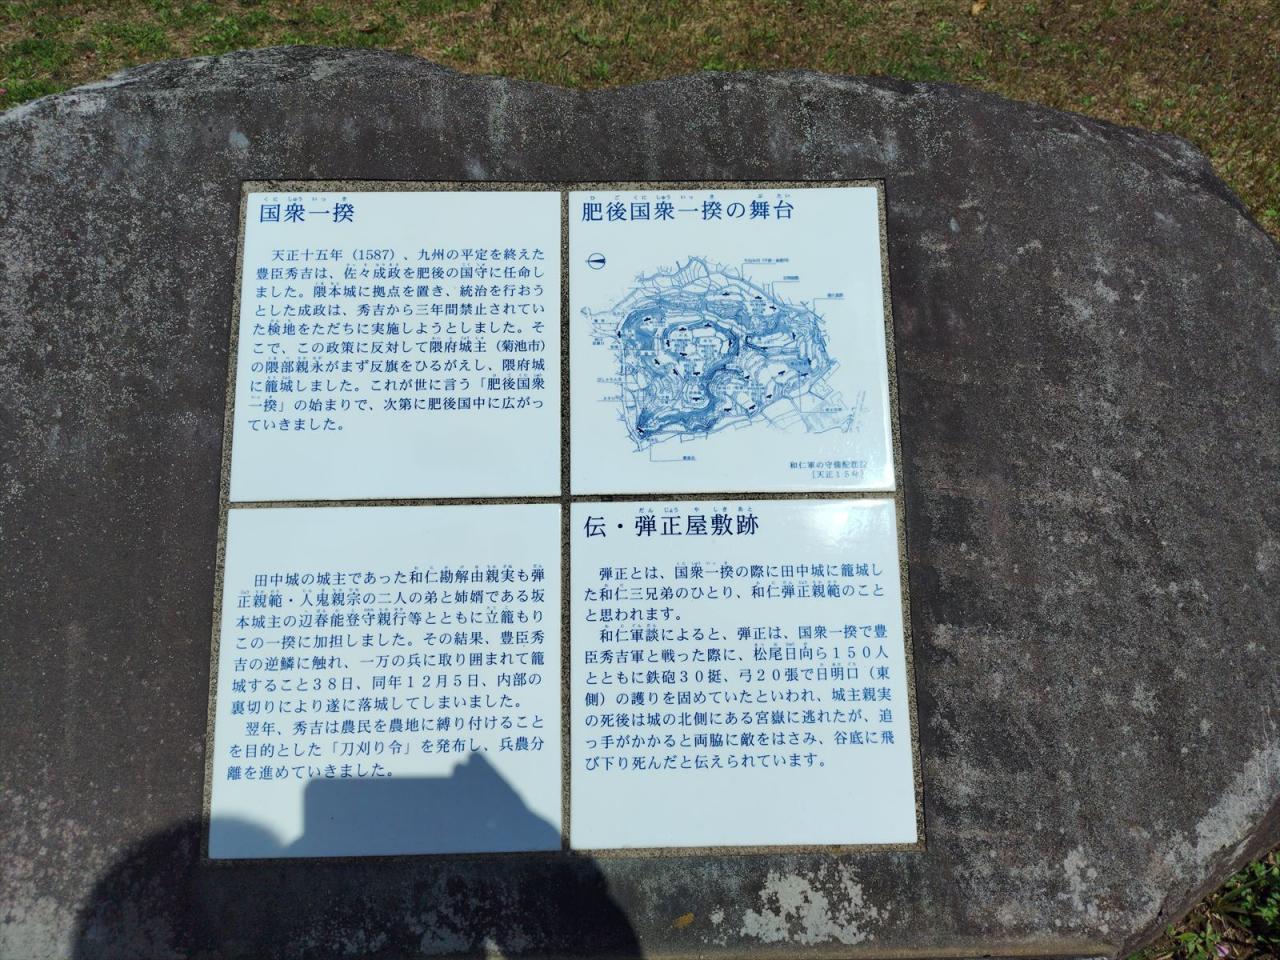 国衆一揆
天正十五年（1587）、九州の平定を終えた
豊臣秀吉は、佐々成政を肥後の国守に任命し
ました。隈本城に拠点を置き、統治を行おう
とした成政は、秀吉から三年間禁止されてい
た検地をただちに実施しようとしました。そ
こで、この政策に反対して隈府城主（菊池市）
の隈部親永がまず反旗をひるがえし、隈府城
に籠城しました。これが世に言う「肥後国衆
一揆」の始まりで、次第に肥後国中に広がっ
ていきました。
肥後国衆一揆の舞台
和仁軍の守備配置
［天正１５年］
田中城の城主であった和仁勘解由親実も弾
正親範・人鬼親宗の二人の弟と姉婿である坂
本城主の辺春能登守親行等とともに立籠もり
この一揆に加担しました。その結果、豊臣秀
吉の逆鱗に触れ、一万の兵に取り囲まれて籠
城すること３８日、同年１２月５日、内部の
裏切りにより遂に落城してしまいました。
翌年、秀吉は農民を農地に縛り付けること
を目的とした「刀刈り令」を発布し、兵農分
離を進めていきました。
伝・弾正屋敷跡
弾正とは、国衆一揆の際に田中城に籠城し
た和仁三兄弟のひとり、和仁弾正親範のこと
と思われます。
和仁軍談によると、弾正は、国衆一揆で豊
臣秀吉軍と戦った際に、松尾日向ら１５０人
とともに鉄砲３０挺、弓２０張で日明口（東
側）の護りを固めていたといわれ、城主親実
の死後は城の北側にある宮嶽に逃れたが、追
っ手がかかると両脇に敵をはさみ、谷底に飛
び下り死んだと伝えられています。